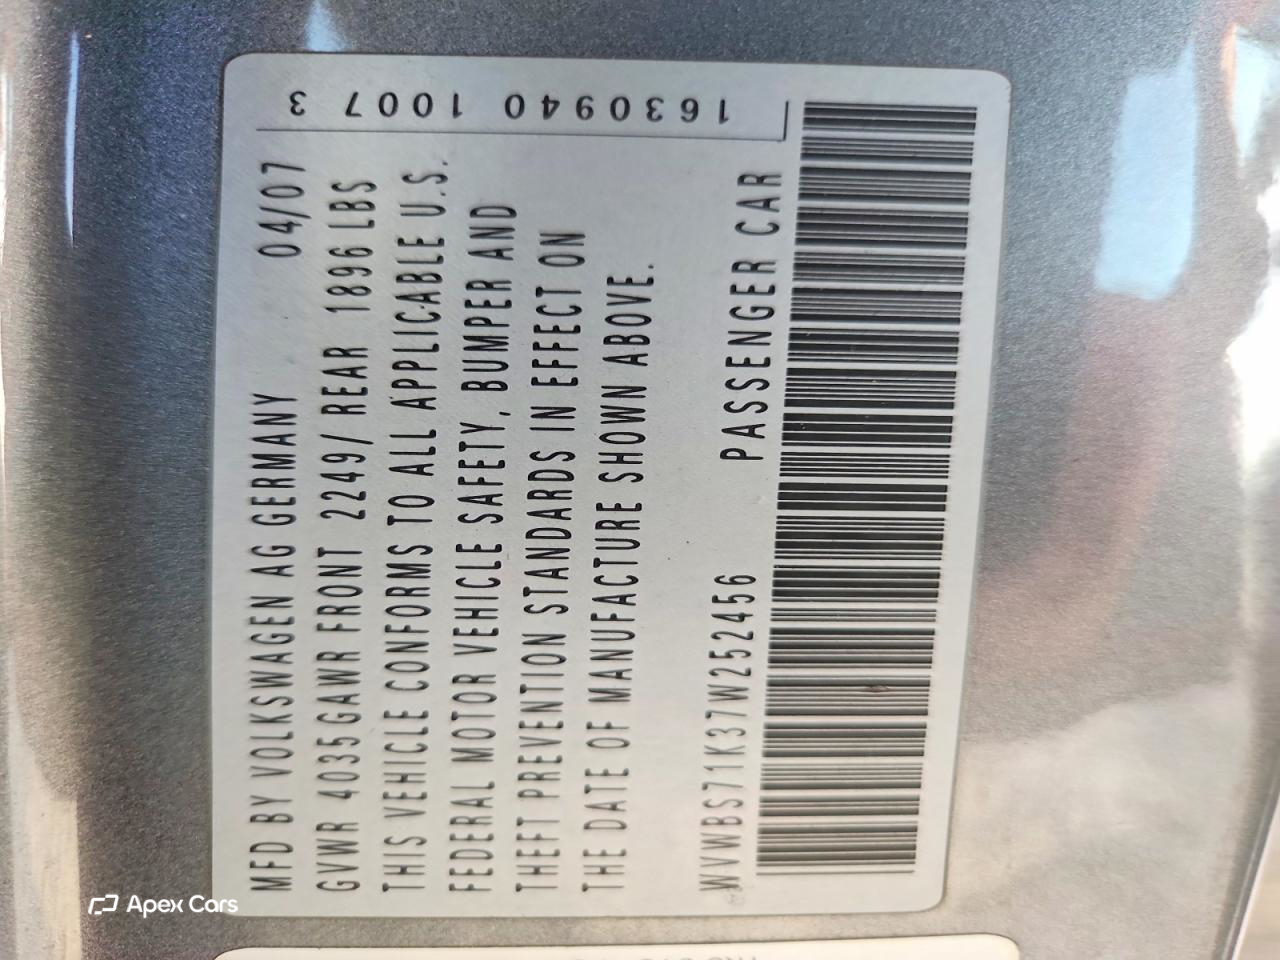 MFD BY VOLKSWAGEN AG GERMANY 04/07
GVWR 4035GAWR FRONT 2249/ REAR 1896 LBS
THIS VEHICLE CONFORMS TO ALL APPLICABLE U.S.
FEDERAL MOTOR VEHICLE SAFETY, BUMPER AND
THEFT PREVENTION STANDARDS IN EFFECT ON
THE DATE OF MANUFACTURE SHOWN ABOVE.
WVWBS71K37W252456 PASSENGER CAR
1630940 1007 3
Apex Cars